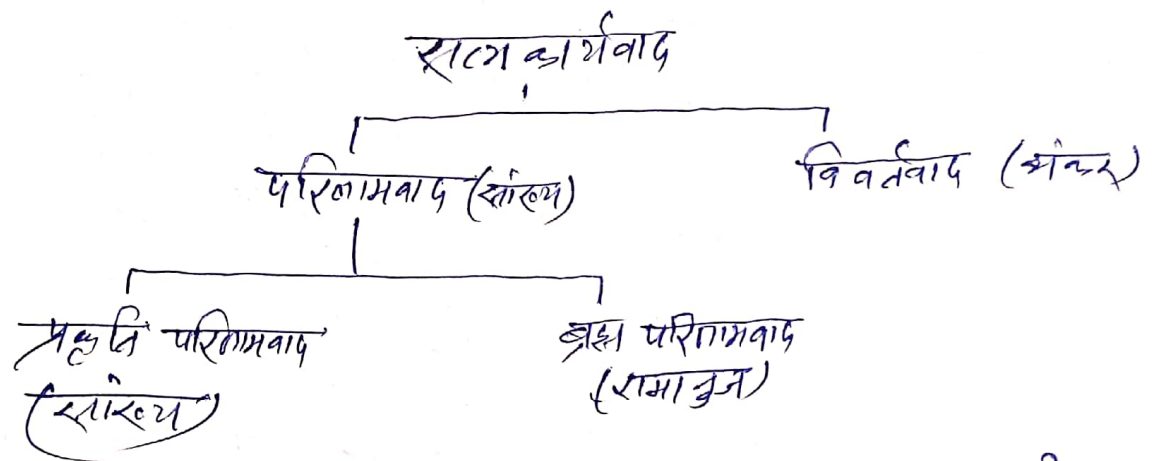 सत्य कार्यवाद
परिणामवाद (सांख्य)
विवर्तवाद (शंकर)
प्रकृति परिणामवाद
(सांख्य)
ब्रह्म परिणामवाद
(रामानुज)